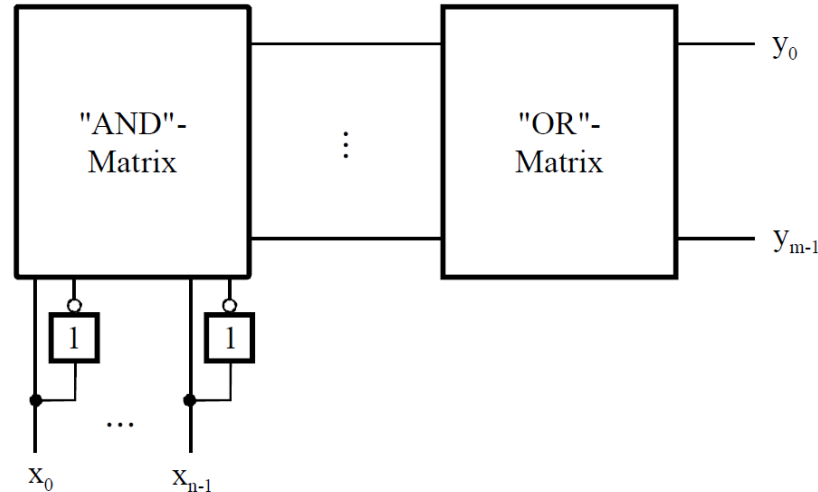 "AND"-
Matrix
"OR"-
Matrix
y0
⋮
ym-1
1
1
...
x0
xn-1